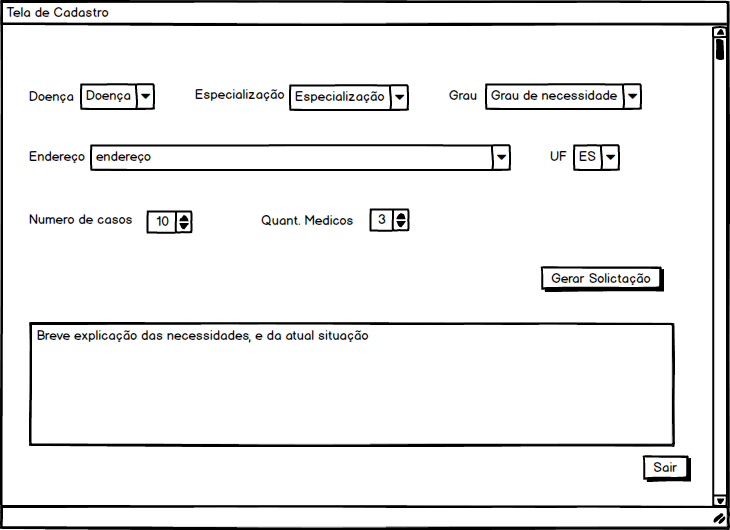 Tela de Cadastro
Doença Doença Especialização Especialização Grau Grau de necessidade
Endereço endereço UF ES
Numero de casos 10 Quant. Medicos 3
Gerar Solictação
Breve explicação das necessidades, e da atual situação
Sair